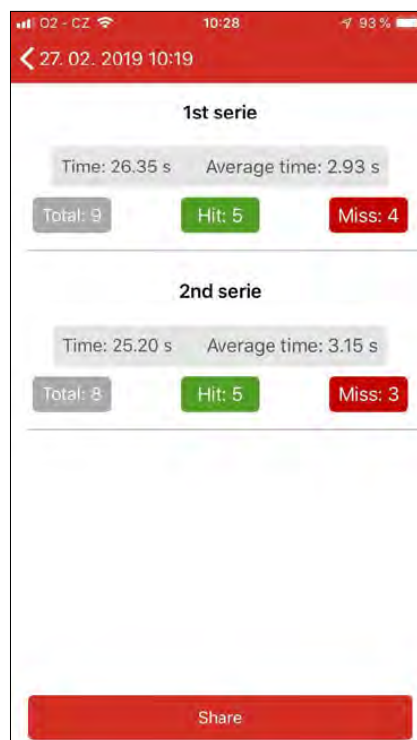 O2 - CZ 10:28 93 %
27. 02. 2019 10:19
1st serie
Time: 26.35 s Average time: 2.93 s
Total: 9 Hit: 5 Miss: 4
2nd serie
Time: 25.20 s Average time: 3.15 s
Total: 8 Hit: 5 Miss: 3
Share